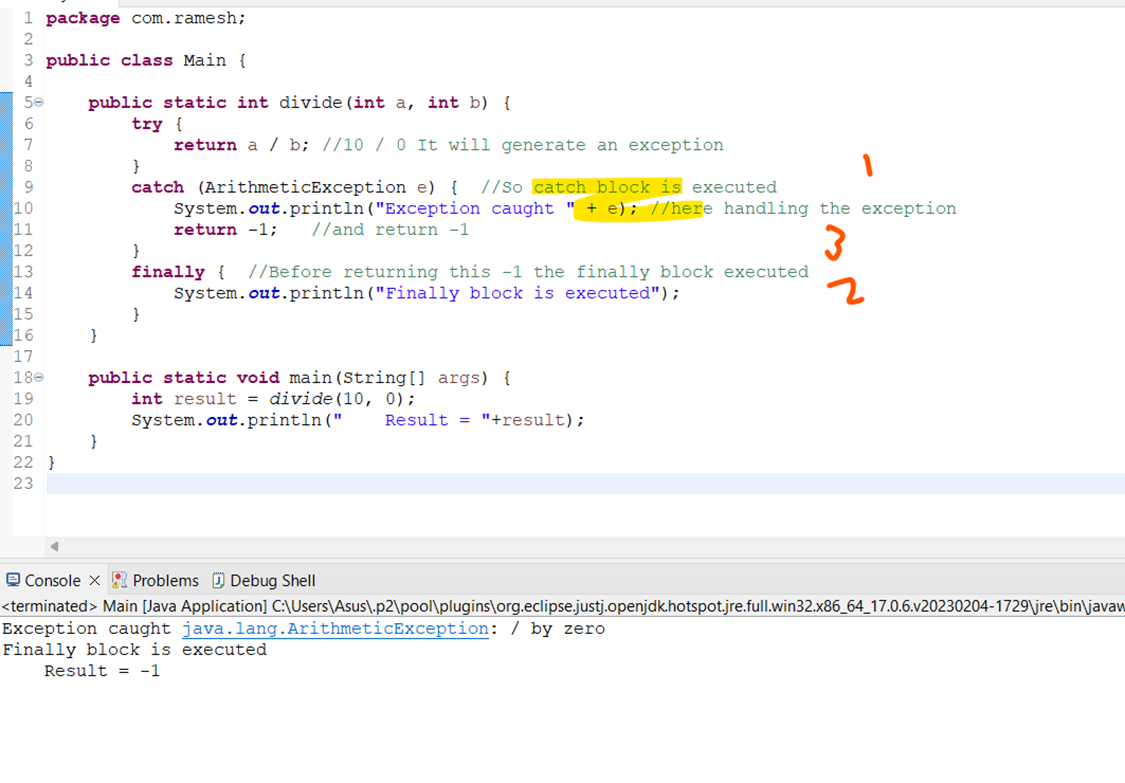 1 package com.ramesh;
2
3 public class Main {
4
5 public static int divide(int a, int b) {
6 try {
7 return a / b; //10 / 0 It will generate an exception
8 }
1
9 catch (ArithmeticException e) { //So catch block is executed
10 System.out.println("Exception caught " + e); //here handling the exception
11 return -1; //and return -1
12 }
3
13 finally { //Before returning this -1 the finally block executed
14 System.out.println("Finally block is executed");
2
15 }
16 }
17
18 public static void main(String[] args) {
19 int result = divide(10, 0);
20 System.out.println("    Result = "+result);
21 }
22 }
23
Console Problems Debug Shell
<terminated> Main [Java Application] C:\Users\Asus\.p2\pool\plugins\org.eclipse.justj.openjdk.hotspot.jre.full.win32.x86_64_17.0.6.v20230204-1729\jre\bin\javaw
Exception caught java.lang.ArithmeticException: / by zero
Finally block is executed
    Result = -1